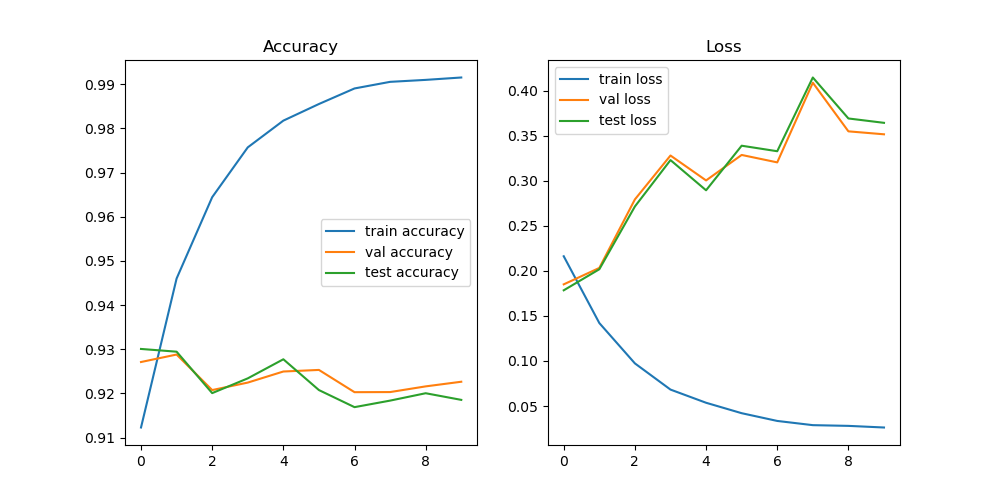 Accuracy
0.99
0.98
0.97
0.96
0.95
0.94
0.93
0.92
0.91
0 2 4 6 8
train accuracy
val accuracy
test accuracy
Loss
0.40
0.35
0.30
0.25
0.20
0.15
0.10
0.05
0 2 4 6 8
train loss
val loss
test loss